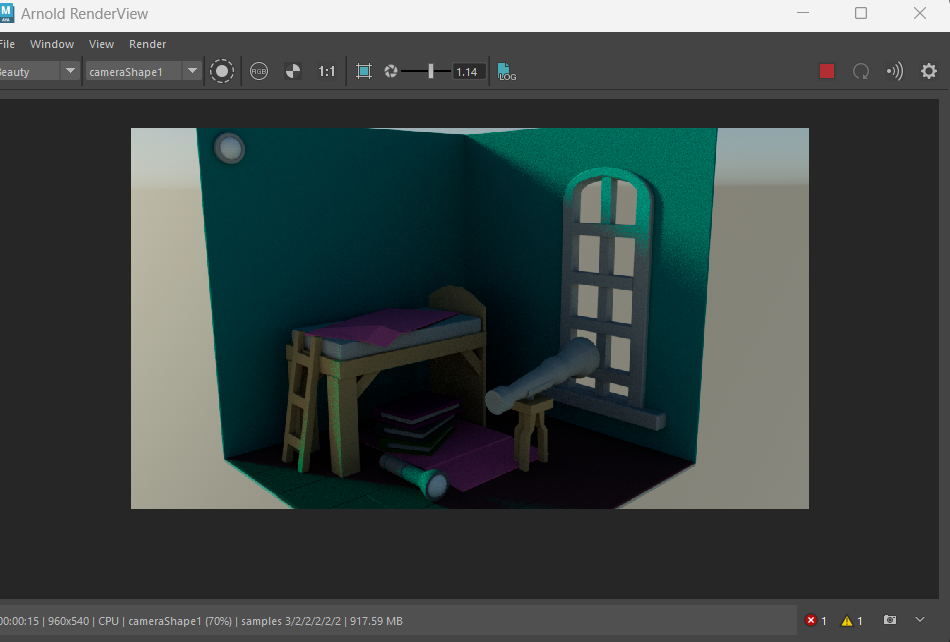 M Arnold RenderView
File Window View Render
Beauty cameraShape1 RGB 1:1 1.14 LOG
00:00:15 | 960x540 | CPU | cameraShape1 (70%) | samples 3/2/2/2/2/2 | 917.59 MB 1 1